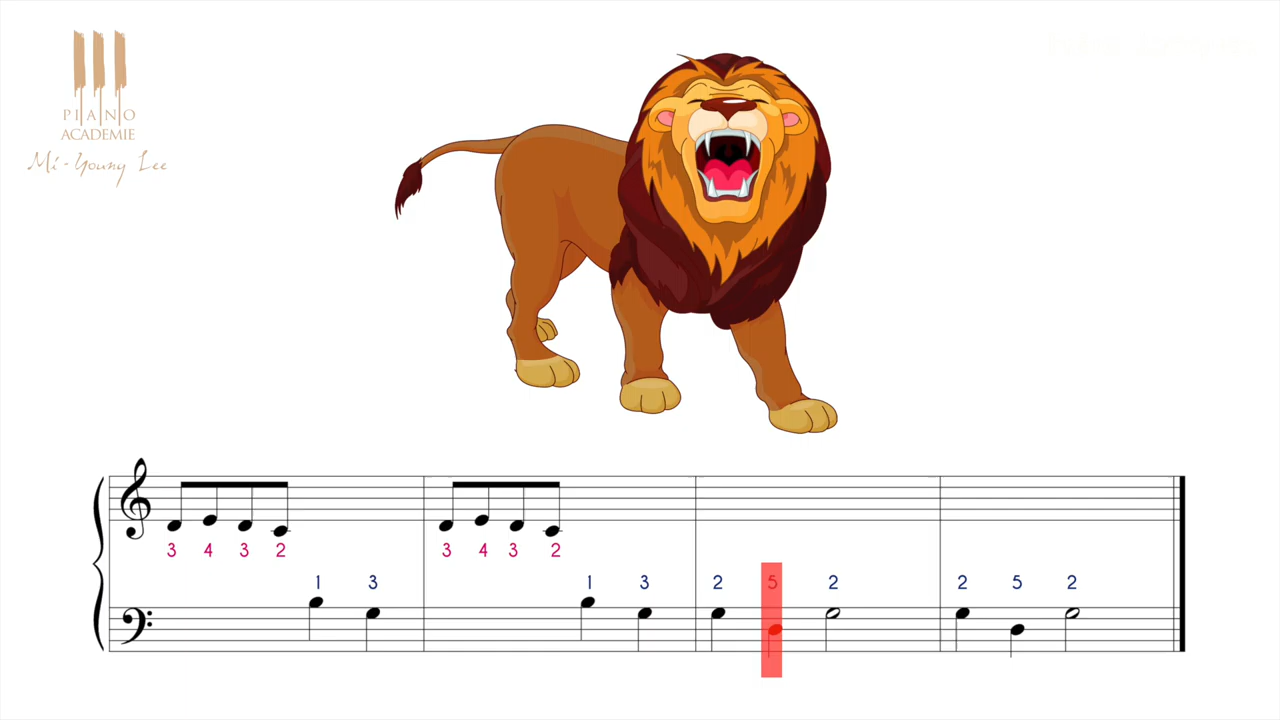 PIANO
ACADEMIE
Mi-Young Lee
3 4 3 2 3 4 3 2
1 3 1 3 2 5 2 2 5 2